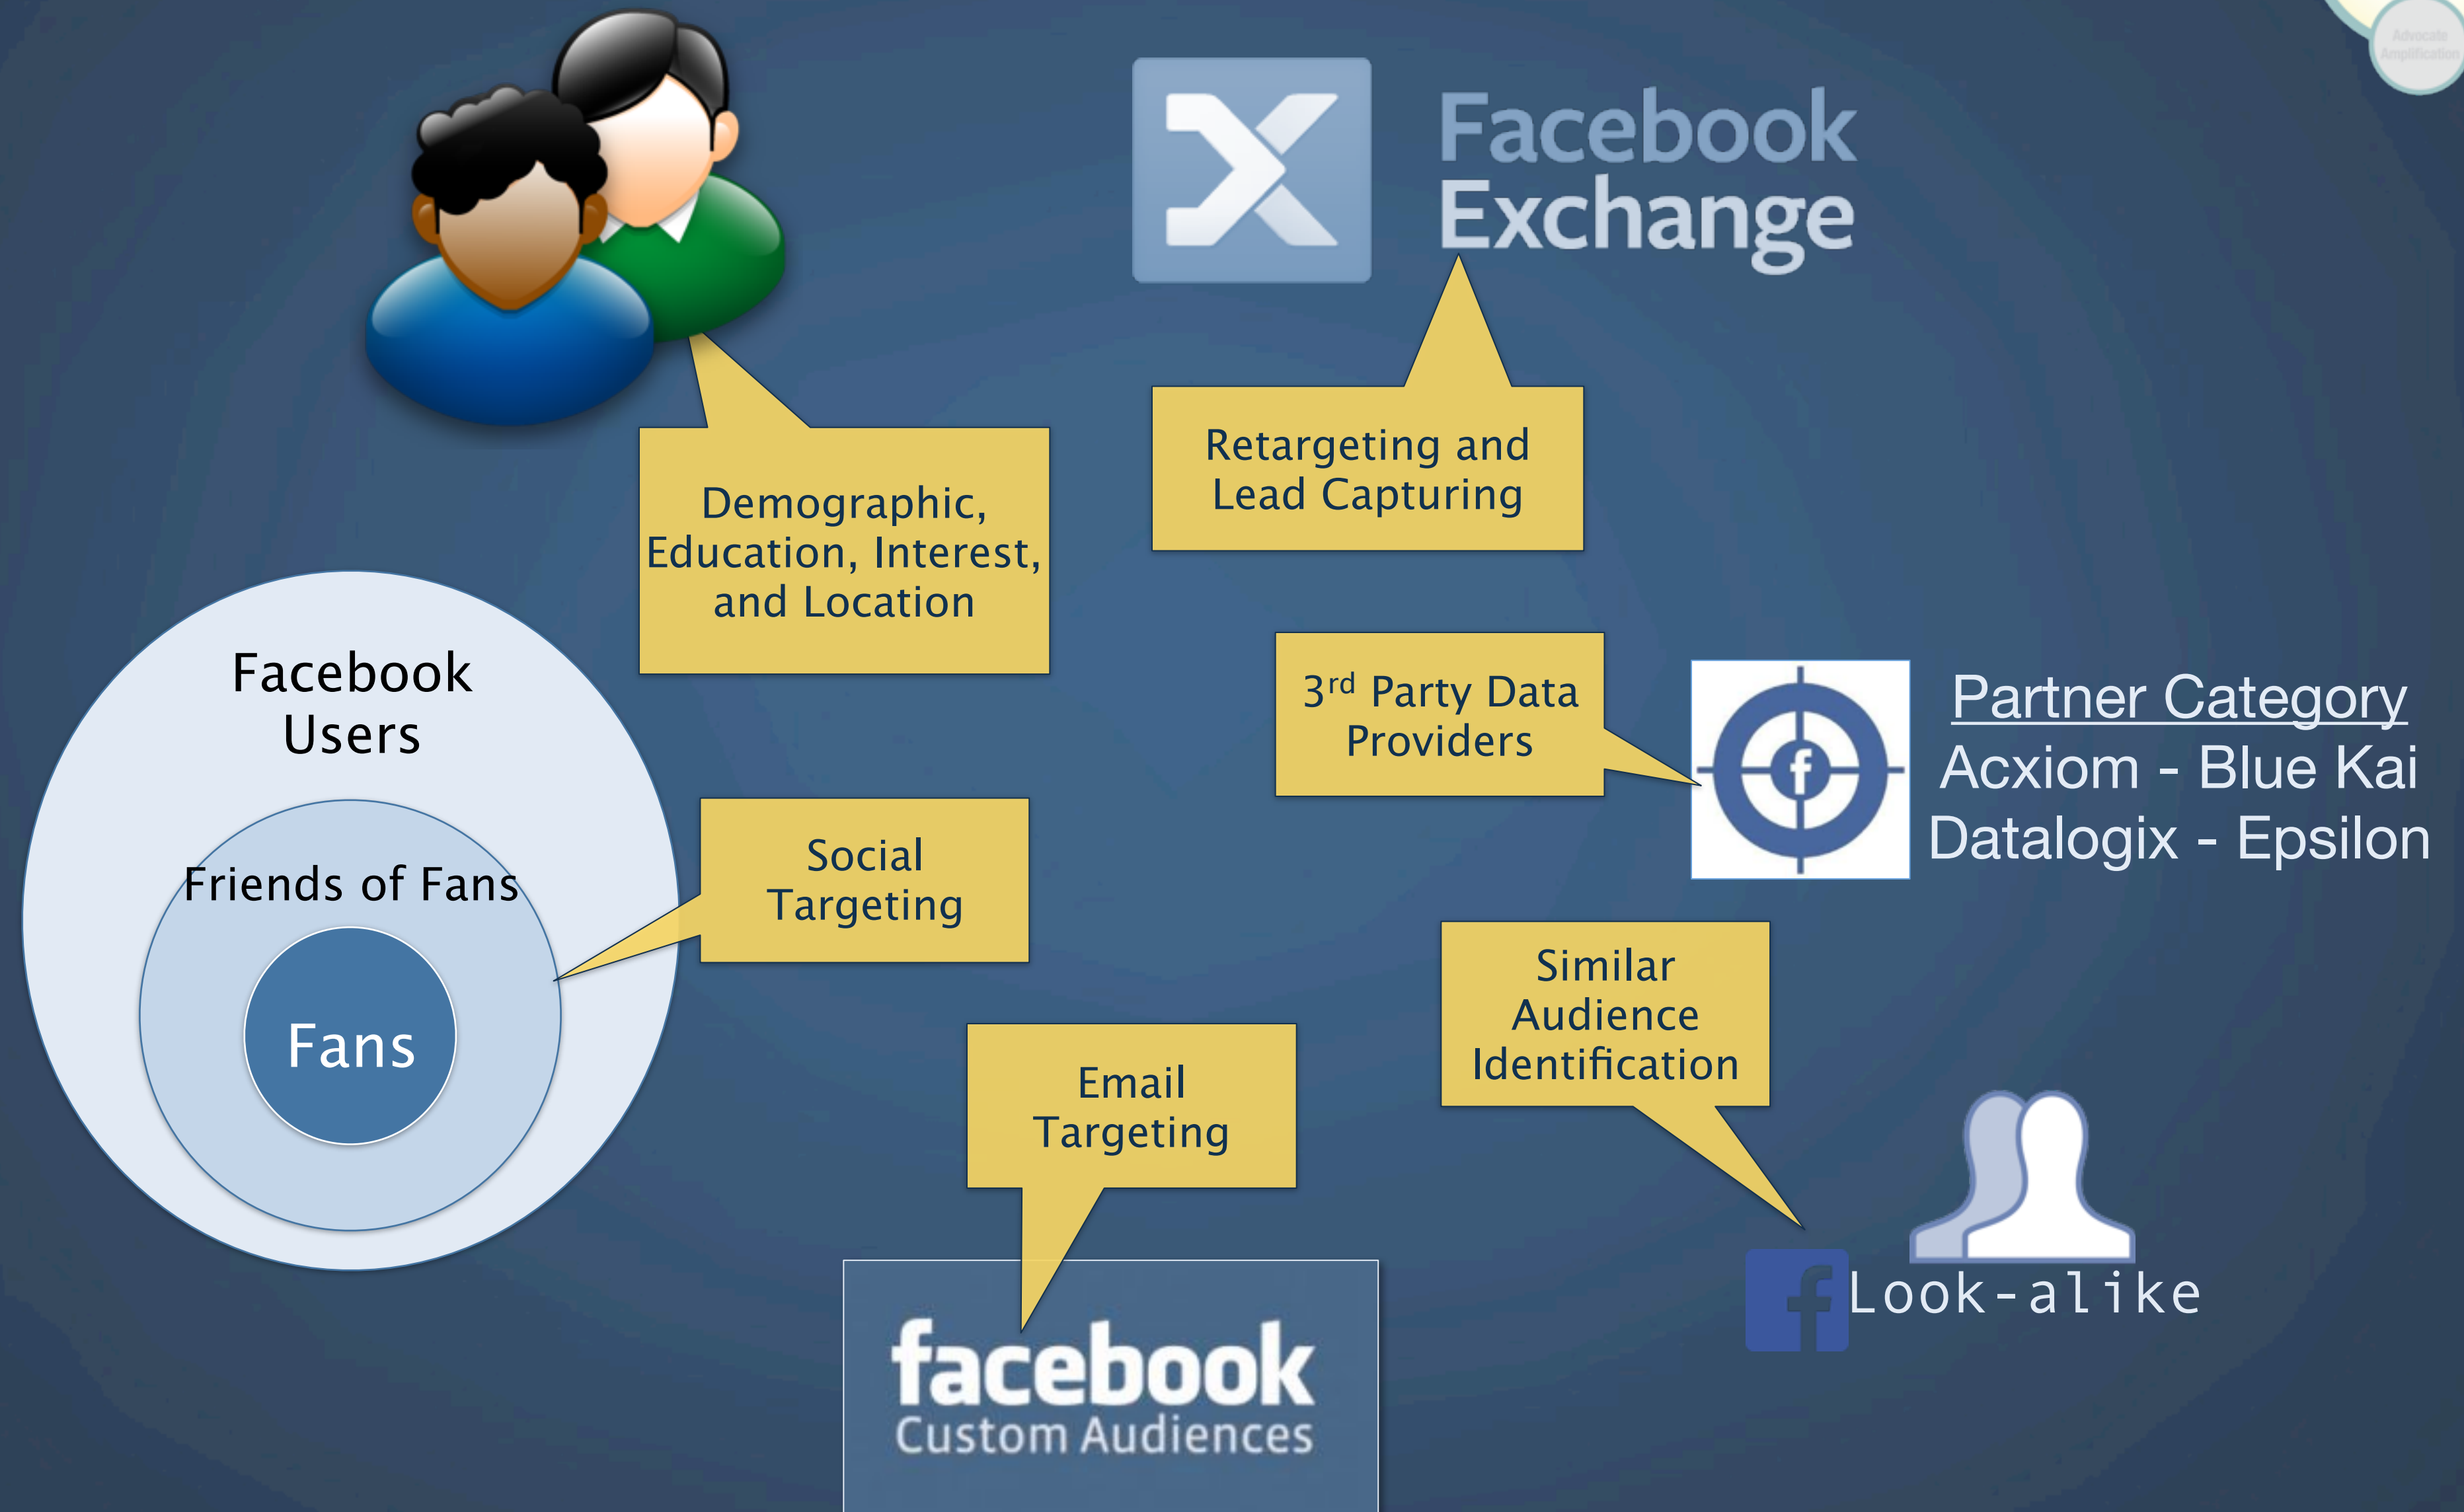 Advocate
Amplification
Facebook
Exchange
Retargeting and
Lead Capturing
Demographic,
Education, Interest,
and Location
Facebook
Users
Friends of Fans
Fans
Social
Targeting
3rd Party Data
Providers
Partner Category
Acxiom - Blue Kai
Datalogix - Epsilon
Similar
Audience
Identification
f Look-alike
Email
Targeting
facebook
Custom Audiences